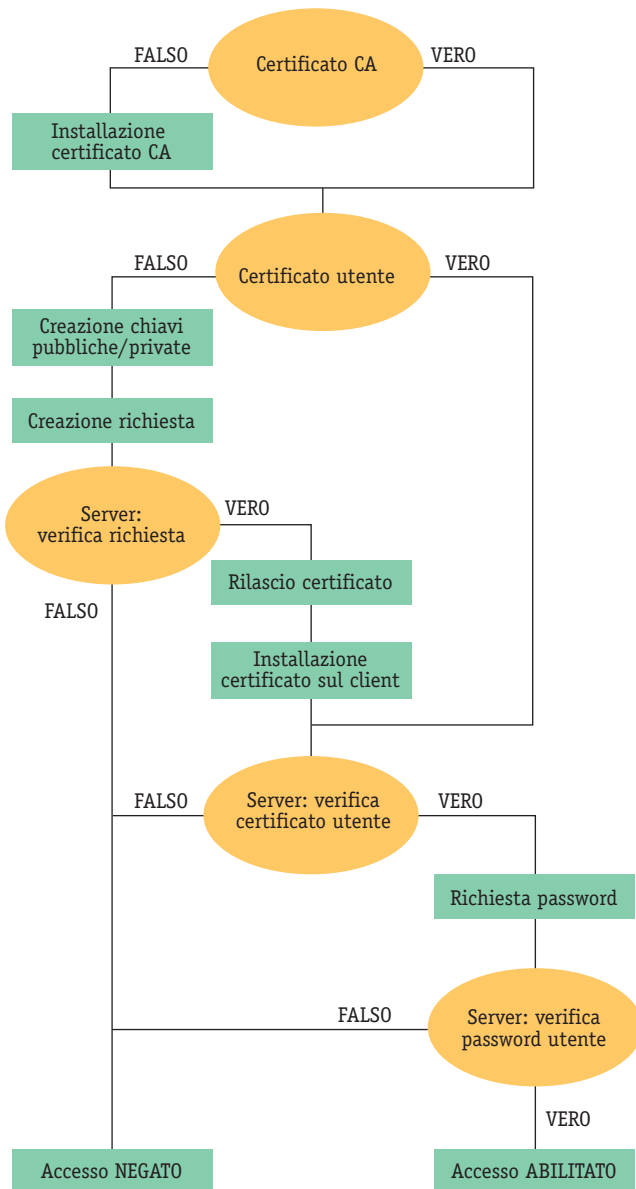 FALSO
Certificato CA
VERO
Installazione
certificato CA
FALSO
Certificato utente
VERO
Creazione chiavi
pubbliche/private
Creazione richiesta
Server:
verifica richiesta
VERO
FALSO
Rilascio certificato
Installazione
certificato sul client
FALSO
Server: verifica
certificato utente
VERO
Richiesta password
FALSO
Server: verifica
password utente
VERO
Accesso NEGATO
Accesso ABILITATO